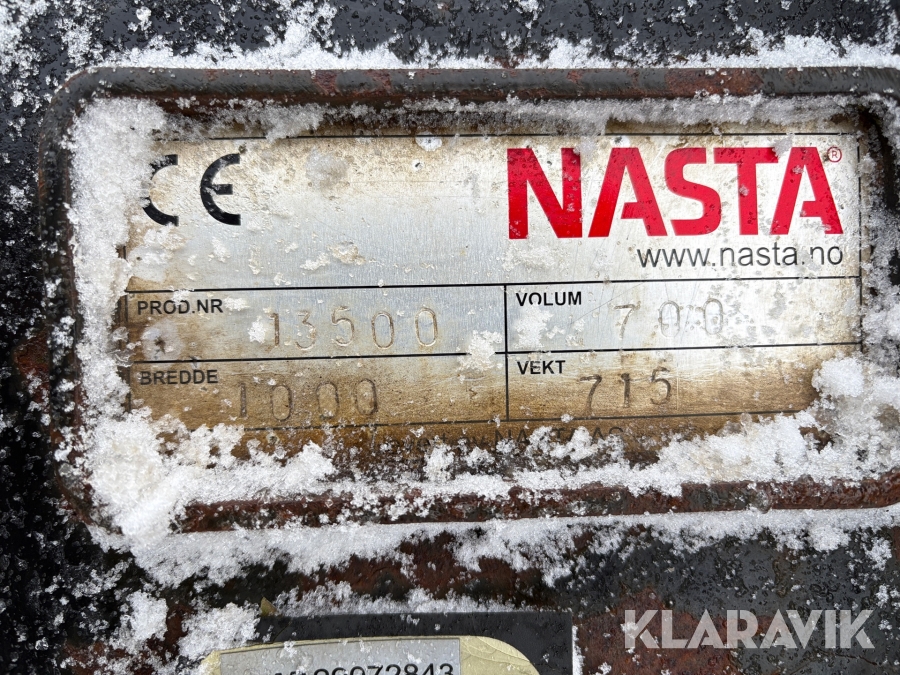 CE
NASTA®
www.nasta.no
PROD.NR 13500 VOLUM 700
BREDDE 1000 VEKT 715
KLARAVIK